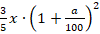 3/5 x · (1 + a/100)²